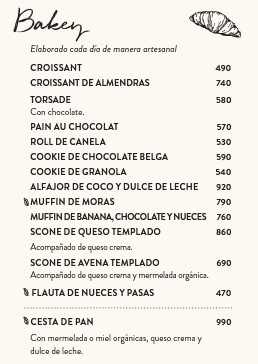 Bakery
Elaborado cada día de manera artesanal
CROISSANT 490
CROISSANT DE ALMENDRAS 740
TORSADE 580
Con chocolate.
PAIN AU CHOCOLAT 570
ROLL DE CANELA 530
COOKIE DE CHOCOLATE BELGA 590
COOKIE DE GRANOLA 540
ALFAJOR DE COCO Y DULCE DE LECHE 920
MUFFIN DE MORAS 790
MUFFIN DE BANANA, CHOCOLATE Y NUECES 760
SCONE DE QUESO TEMPLADO 860
Acompañado de queso crema.
SCONE DE AVENA TEMPLADO 690
Acompañado de queso crema y mermelada orgánica.
FLAUTA DE NUECES Y PASAS 470
CESTA DE PAN 990
Con mermelada o miel orgánicas, queso crema y
dulce de leche.